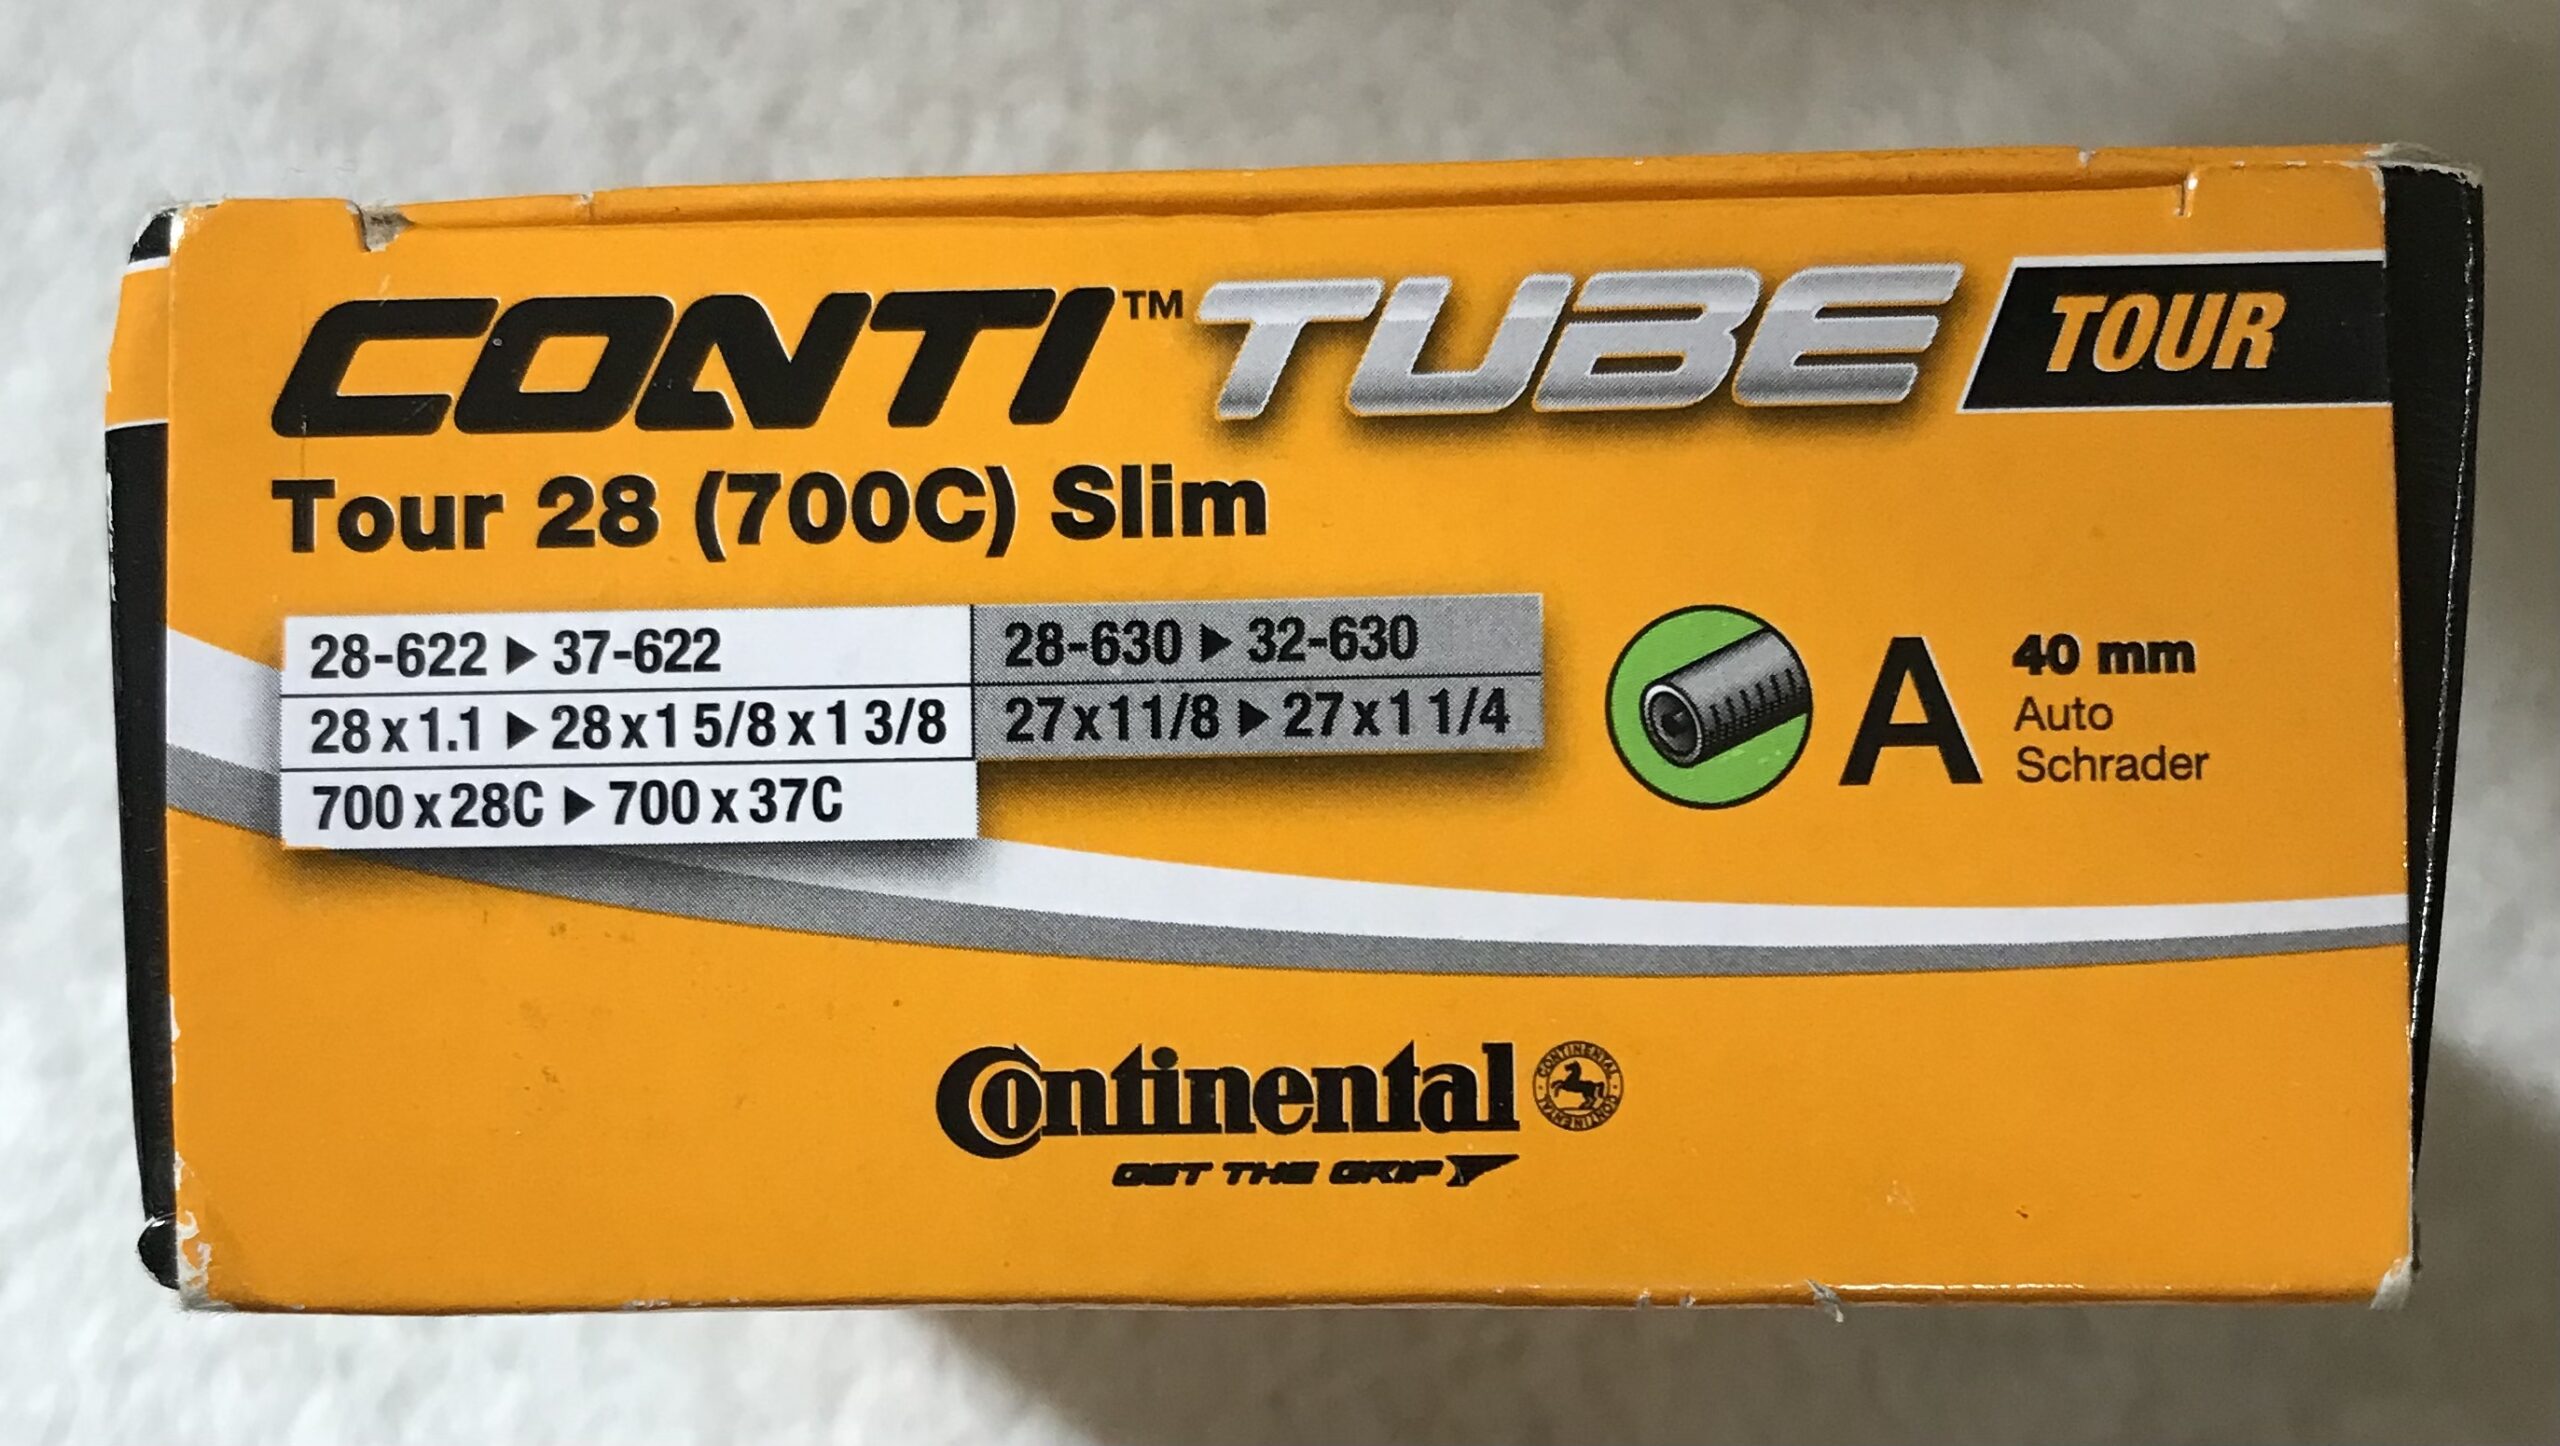 CONTI™ TUBE TOUR
Tour 28 (700C) Slim
28-622 ▶ 37-622
28 x 1.1 ▶ 28 x 1 5/8 x 1 3/8
700 x 28C ▶ 700 x 37C
28-630 ▶ 32-630
27 x 1 1/8 ▶ 27 x 1 1/4
A
40 mm
Auto
Schrader
Continental
CONTINENTAL · CONTINENTAL ·
GET THE GRIP